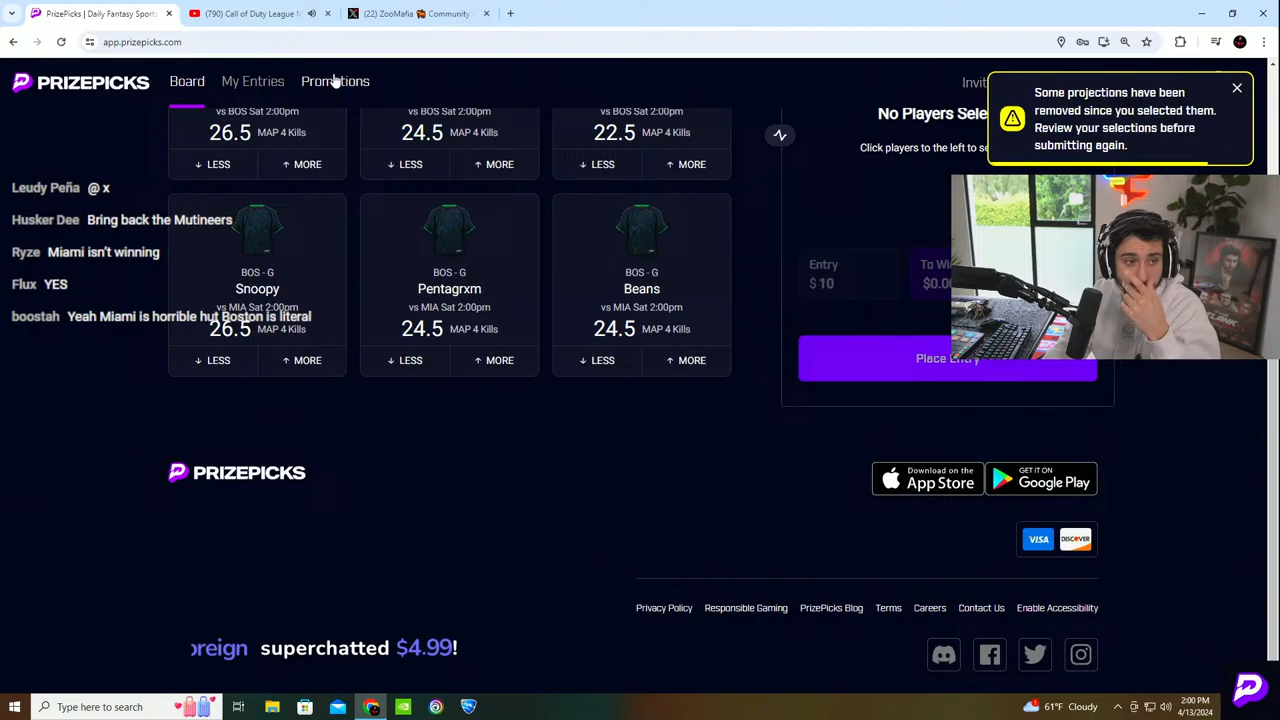 PrizePicks | Daily Fantasy Sports
(790) Call of Duty League M
(22) ZooMafia Community
app.prizepicks.com
PRIZEPICKS
Board
My Entries
Promotions
Some projections have been
removed since you selected them.
Review your selections before
submitting again.
vs BOS Sat 2:00pm
26.5 MAP 4 Kills
↓ LESS
↑ MORE
vs BOS Sat 2:00pm
24.5 MAP 4 Kills
↓ LESS
↑ MORE
vs BOS Sat 2:00pm
22.5 MAP 4 Kills
↓ LESS
↑ MORE
Click players to the left to se
Leudy Peña @ x
Husker Dee Bring back the Mutineers
Ryze Miami isn't winning
Flux YES
boostah Yeah Miami is horrible hut Boston is literal
BOS - G
Snoopy
vs MIA Sat 2:00pm
26.5 MAP 4 Kills
↓ LESS
↑ MORE
BOS - G
Pentagrxm
vs MIA Sat 2:00pm
24.5 MAP 4 Kills
↓ LESS
↑ MORE
BOS - G
Beans
vs MIA Sat 2:00pm
24.5 MAP 4 Kills
↓ LESS
↑ MORE
No Players Sele
Entry
$ 10
To Wi
$0.0
Place Entry
PRIZEPICKS
Download on the
App Store
GET IT ON
Google Play
VISA
DISCOVER
Privacy Policy
Responsible Gaming
PrizePicks Blog
Terms
Careers
Contact Us
Enable Accessibility
oreign superchatted $4.99!
Type here to search
61°F Cloudy
2:00 PM
4/13/2024